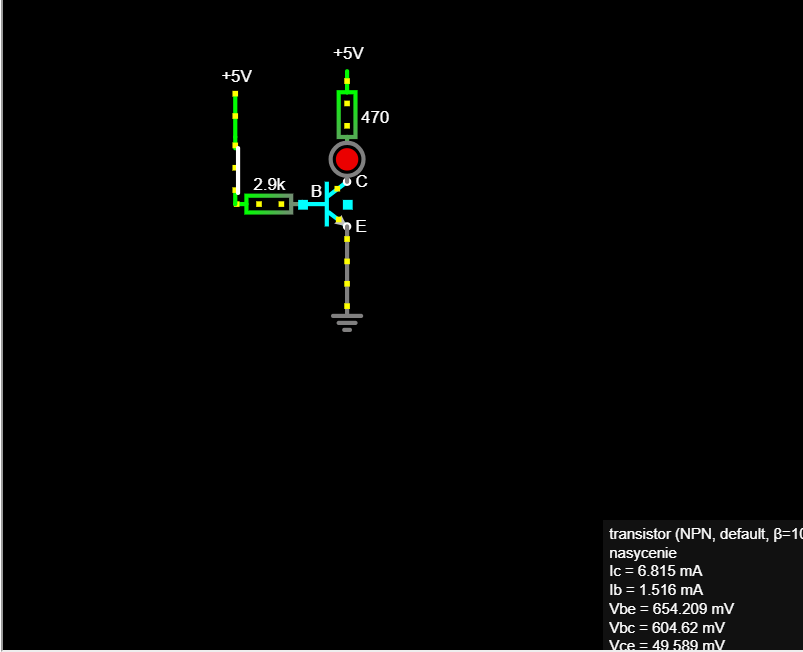 +5V
+5V
470
C
2.9k
B
E
transistor (NPN, default, β=10
nasycenie
Ic = 6.815 mA
Ib = 1.516 mA
Vbe = 654.209 mV
Vbc = 604.62 mV
Vce = 49.589 mV